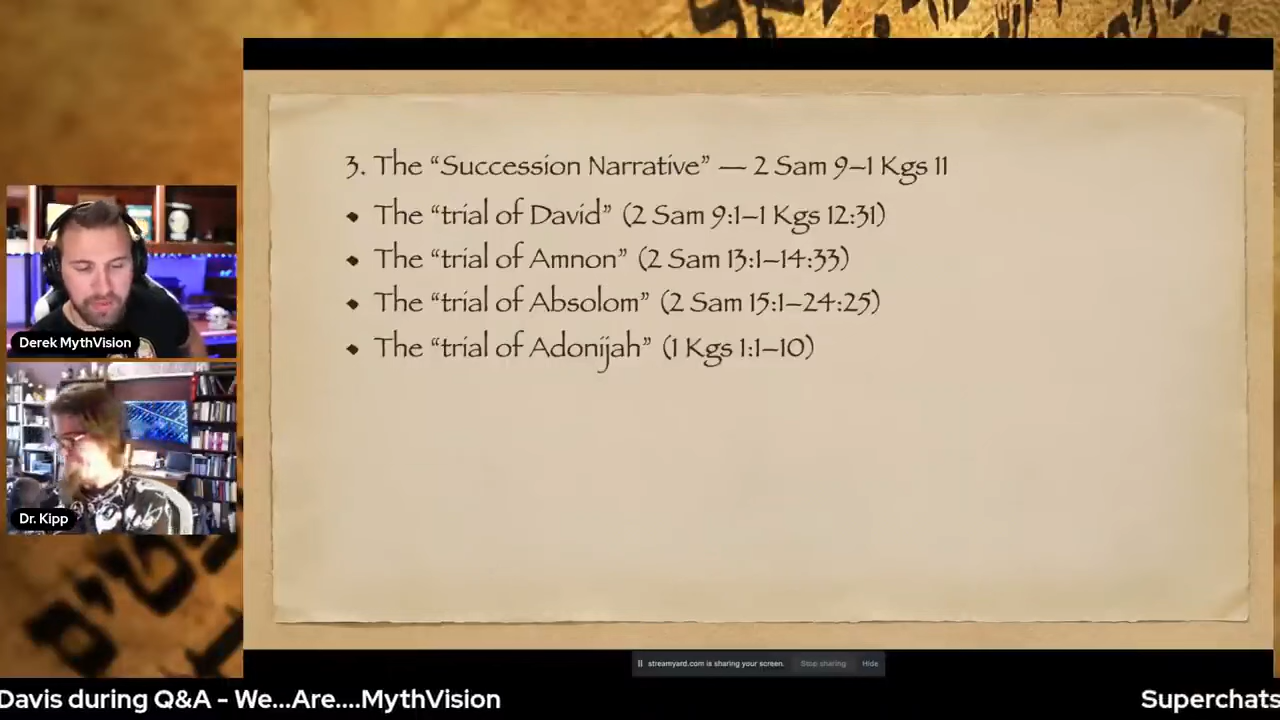 3. The “Succession Narrative” — 2 Sam 9–1 Kgs 11
The “trial of David” (2 Sam 9:1–1 Kgs 12:31)
The “trial of Amnon” (2 Sam 13:1–14:33)
The “trial of Absolom” (2 Sam 15:1–24:25)
The “trial of Adonijah” (1 Kgs 1:1–10)
Derek MythVision
Dr. Kipp
streamyard.com is sharing your screen. Stop sharing Hide
Davis during Q&A - We...Are....MythVision Superchats